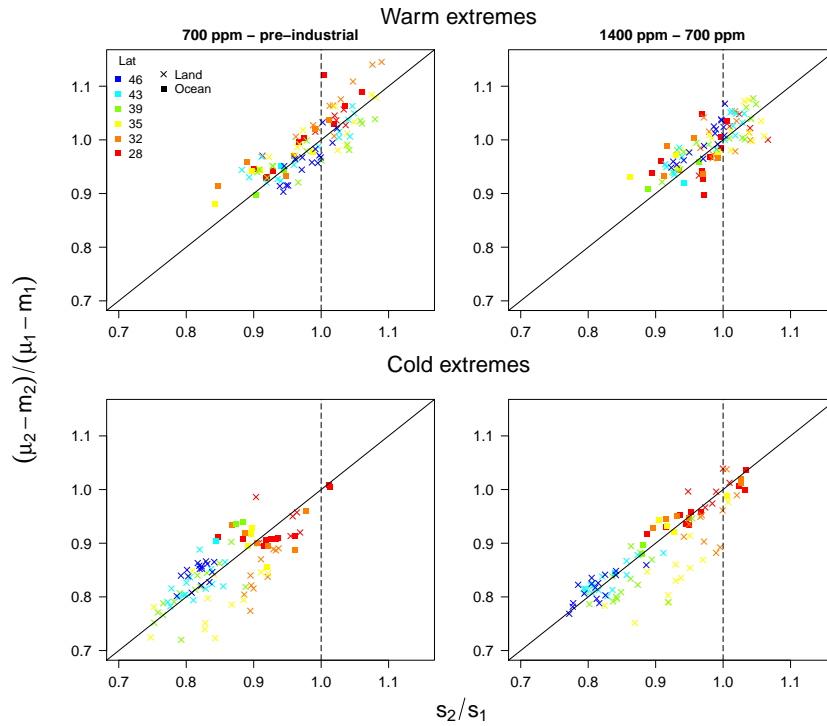 Warm extremes
700 ppm − pre−industrial
1400 ppm − 700 ppm
Lat
46
43
39
35
32
28
× Land
■ Ocean
1.1
1.0
0.9
0.8
0.7
0.7 0.8 0.9 1.0 1.1
1.1
1.0
0.9
0.8
0.7
0.7 0.8 0.9 1.0 1.1
(μ₂ − m₂)/(μ₁ − m₁)
Cold extremes
1.1
1.0
0.9
0.8
0.7
0.7 0.8 0.9 1.0 1.1
1.1
1.0
0.9
0.8
0.7
0.7 0.8 0.9 1.0 1.1
s₂/s₁